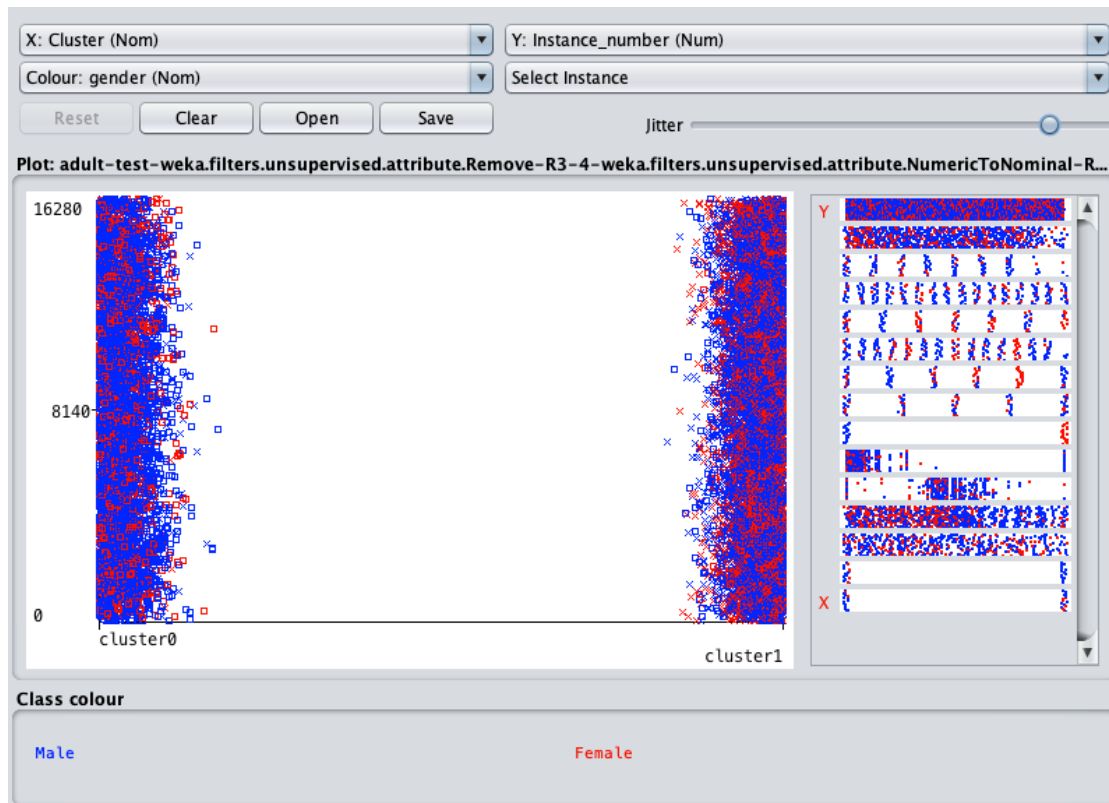 X: Cluster (Nom)
Y: Instance_number (Num)
Colour: gender (Nom)
Select Instance
Reset
Clear
Open
Save
Jitter
Plot: adult-test-weka.filters.unsupervised.attribute.Remove-R3-4-weka.filters.unsupervised.attribute.NumericToNominal-R...
16280
8140
0
cluster0
cluster1
Y
X
Class colour
Male
Female